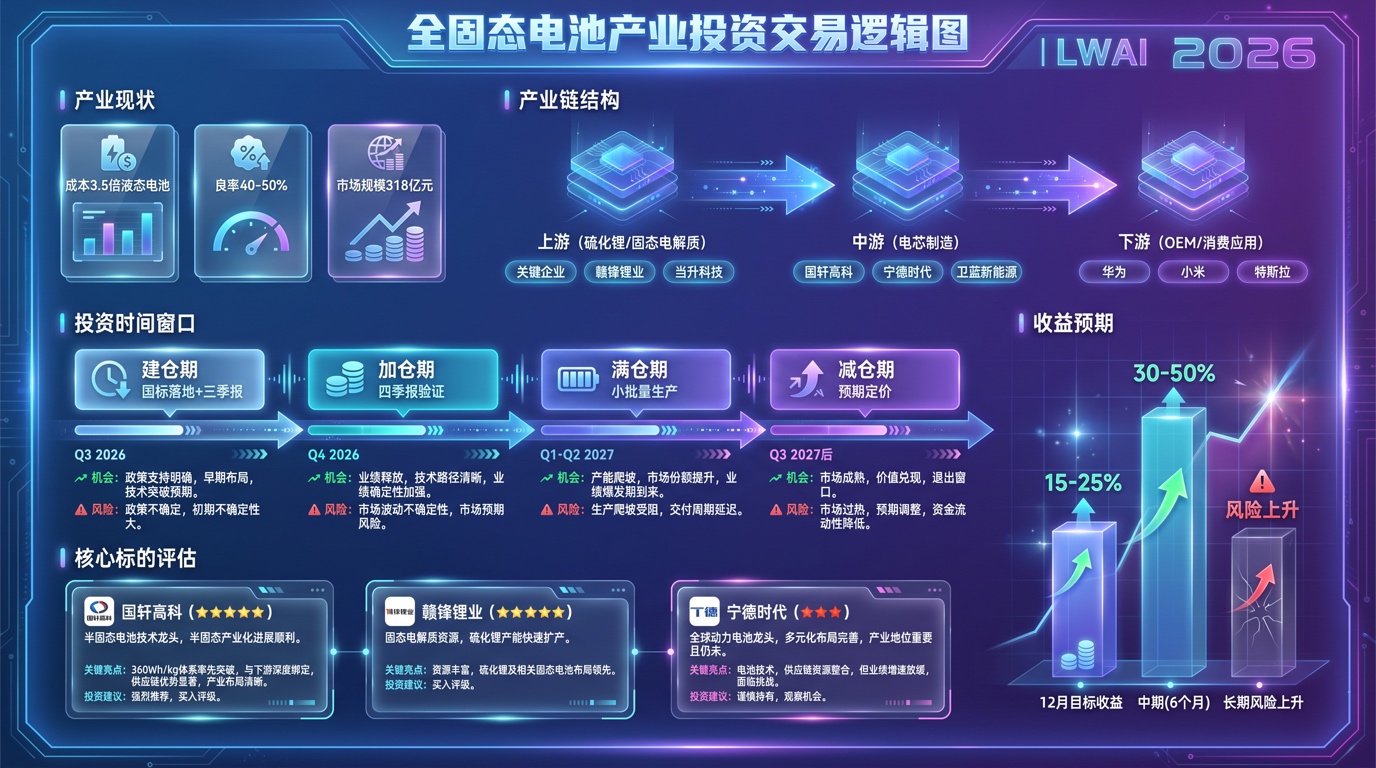 全固态电池产业投资交易逻辑图
LWAI 2026
产业现状
成本3.5倍液态电池
良率40-50%
市场规模318亿元
产业链结构
上游（硫化锂/固态电解质）
关键企业
赣锋锂业
当升科技
中游（电芯制造）
国轩高科
宁德时代
卫蓝新能源
下游（OEM/消费应用）
华为
小米
特斯拉
投资时间窗口
建仓期
国标落地+三季报
Q3 2026
机会：政策支持明确，早期布局，
技术突破预期。
风险：政策不确定，初期不确定性
大。
加仓期
四季报验证
Q4 2026
机会：业绩释放，技术路径清晰，业
绩确定性加强。
风险：市场波动不确定性，市场预期
风险。
满仓期
小批量生产
Q1-Q2 2027
机会：产能爬坡，市场份额提升，业
绩爆发期到来。
风险：生产爬坡受阻，交付周期延迟。
减仓期
预期定价
Q3 2027后
机会：市场成熟，价值兑现，退出窗
口。
风险：市场过热，预期调整，资金流
动性降低。
收益预期
15-25%
30-50%
风险上升
12月目标收益
中期(6个月)
长期风险上升
核心标的评估
国轩高科
国轩高科（★★★★★）
半固态电池技术龙头，半固态产业化进展顺利。
关键亮点：360Wh/kg体系率先突破，与下游深度绑定，
供应链优势显著，产业布局清晰。
投资建议：强烈推荐，买入评级。
赣锋锂业（★★★★★）
固态电解质资源，硫化锂产能快速扩产。
关键亮点：资源丰富，硫化锂及相关固态电池布局领先。
投资建议：买入评级。
宁德时代（★★★）
全球动力电池龙头，多元化布局完善，产业地位重要
且仍未。
关键亮点：电池技术，供应链资源整合，但业绩增速放缓，
面临挑战。
投资建议：谨慎持有，观察机会。